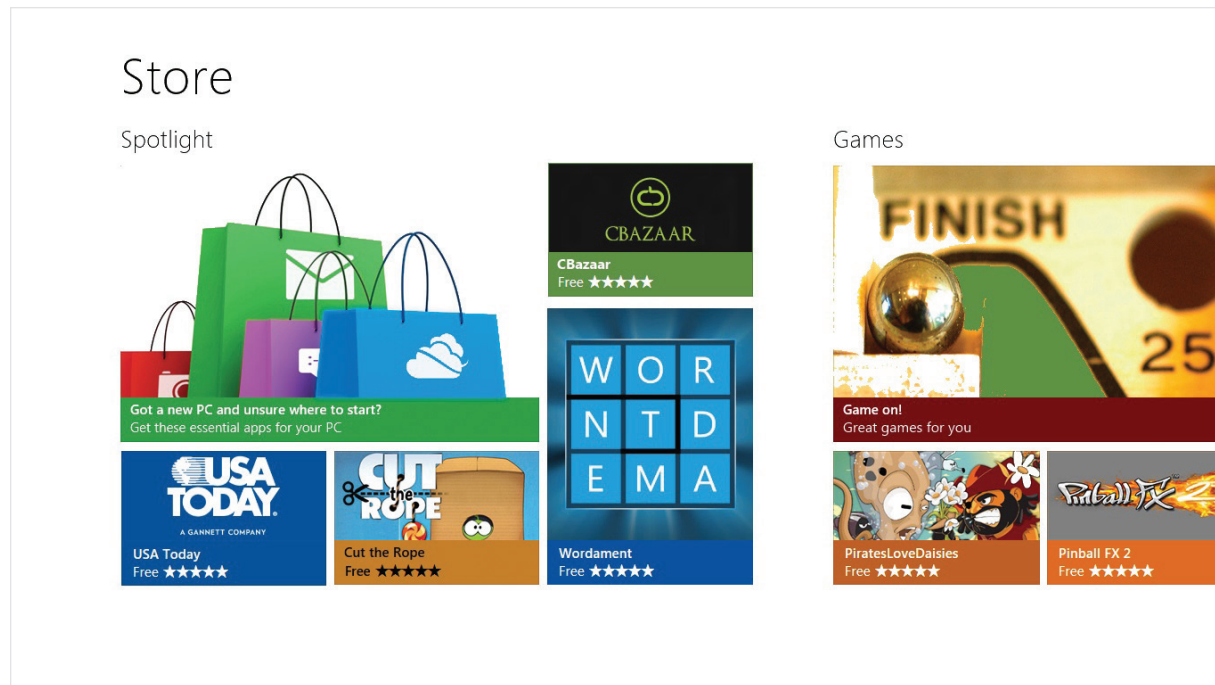 Store
Spotlight
Got a new PC and unsure where to start?
Get these essential apps for your PC
CBAZAAR
CBazaar
Free ★★★★★
USA
TODAY.
A GANNETT COMPANY
USA Today
Free ★★★★★
CUT
the
ROPE
Cut the Rope
Free ★★★★★
W O R
N T D
E M A
Wordament
Free ★★★★★
Games
FINISH
25
Game on!
Great games for you
PiratesLoveDaisies
Free ★★★★★
Pinball FX 2
Pinball FX 2
Free ★★★★★